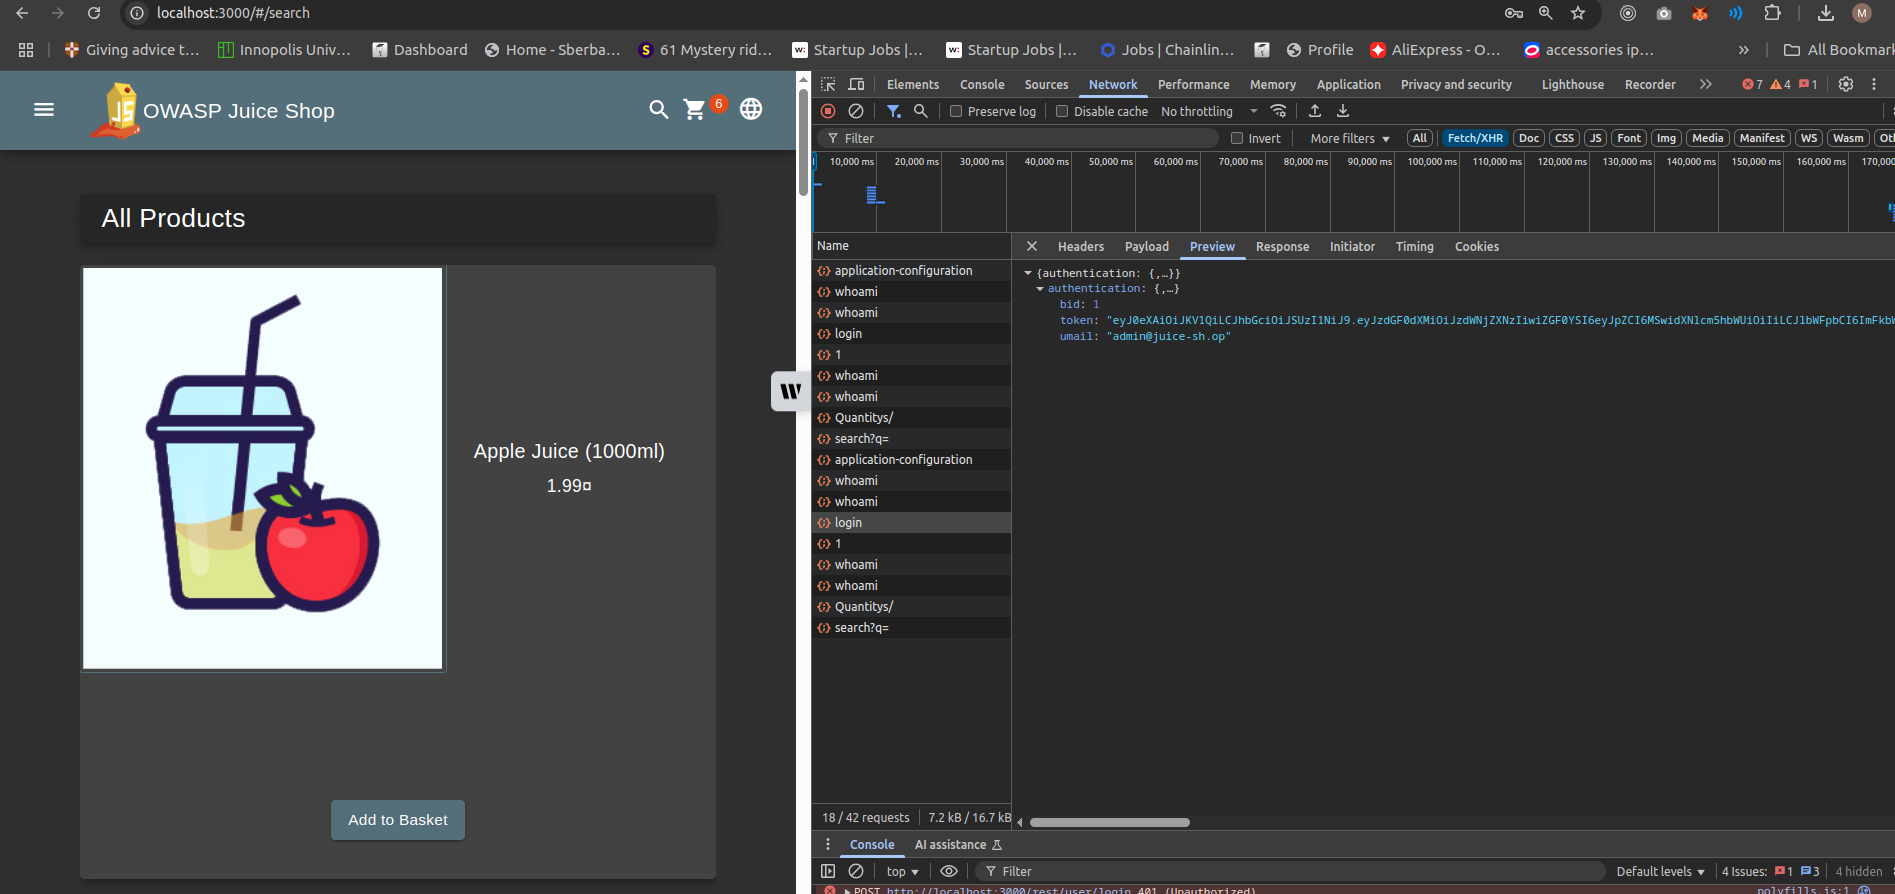 localhost:3000/#/search
M
Giving advice t...
Innopolis Univ...
Dashboard
Home - Sberba...
S
61 Mystery rid...
w:
Startup Jobs |...
w:
Startup Jobs |...
Jobs | Chainlin...
Profile
AliExpress - O...
accessories ip...
All Bookmark
JS
OWASP Juice Shop
6
All Products
Apple Juice (1000ml)
1.99¤
Add to Basket
W
Elements Console Sources Network Performance Memory Application Privacy and security Lighthouse Recorder 7 4 1
Preserve log Disable cache No throttling
Filter Invert More filters All Fetch/XHR Doc CSS JS Font Img Media Manifest WS Wasm Ot
10,000 ms 20,000 ms 30,000 ms 40,000 ms 50,000 ms 60,000 ms 70,000 ms 80,000 ms 90,000 ms 100,000 ms 110,000 ms 120,000 ms 130,000 ms 140,000 ms 150,000 ms 160,000 ms 170,000
Name
application-configuration
whoami
whoami
login
1
whoami
whoami
Quantitys/
search?q=
application-configuration
whoami
whoami
login
1
whoami
whoami
Quantitys/
search?q=
18 / 42 requests 7.2 kB / 16.7 kB
Headers Payload Preview Response Initiator Timing Cookies
{authentication: {,…}}
authentication: {,…}
bid: 1
token: "eyJ0eXAiOiJKV1QiLCJhbGciOiJSUzI1NiJ9.eyJzdGF0dXMiOiJzdWNjZXNzIiwiZGF0YSI6eyJpZCI6MSwidXNlcm5hbWUiOiIiLCJlbWFpbCI6ImFkbW
umail: "admin@juice-sh.op"
Console AI assistance
top Filter Default levels 4 Issues: 1 3 4 hidden
POST http://localhost:3000/rest/user/login 401 (Unauthorized) polyfills.js:1